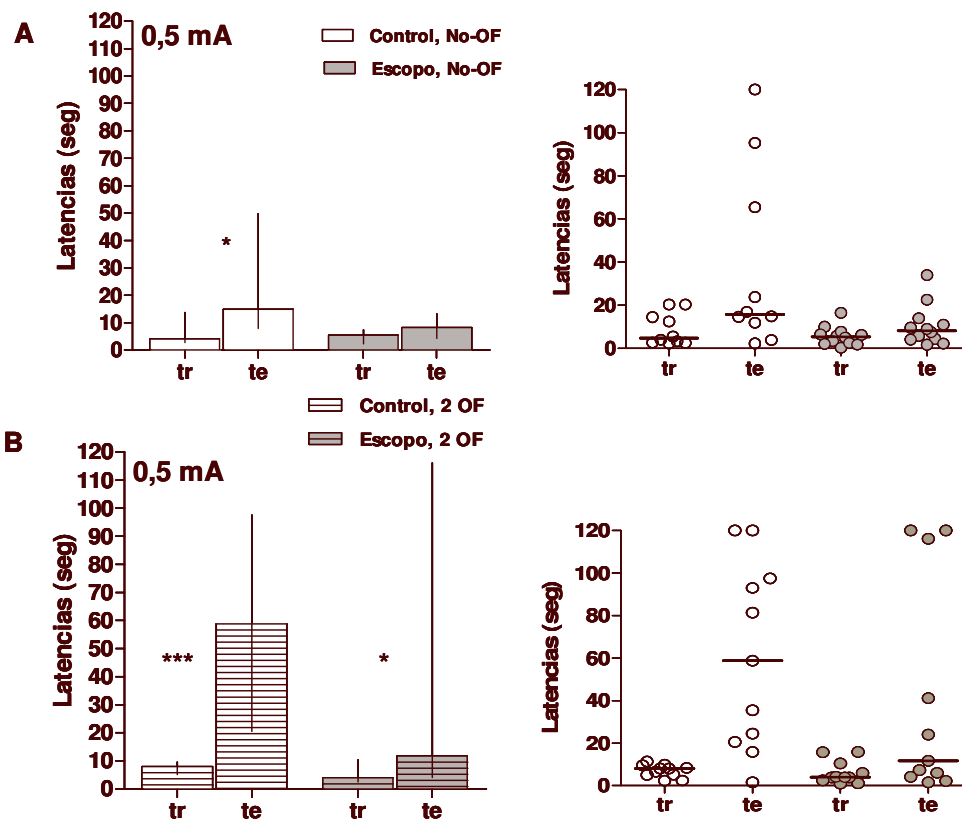 A
0,5 mA
Control, No-OF
Escopo, No-OF
Latencias (seg)
120
110
100
90
80
70
60
50
40
30
20
10
0
*
tr te tr te
Latencias (seg)
120
100
80
60
40
20
0
tr te tr te
B
0,5 mA
Control, 2 OF
Escopo, 2 OF
Latencias (seg)
120
110
100
90
80
70
60
50
40
30
20
10
0
*** *
tr te tr te
Latencias (seg)
120
100
80
60
40
20
0
tr te tr te